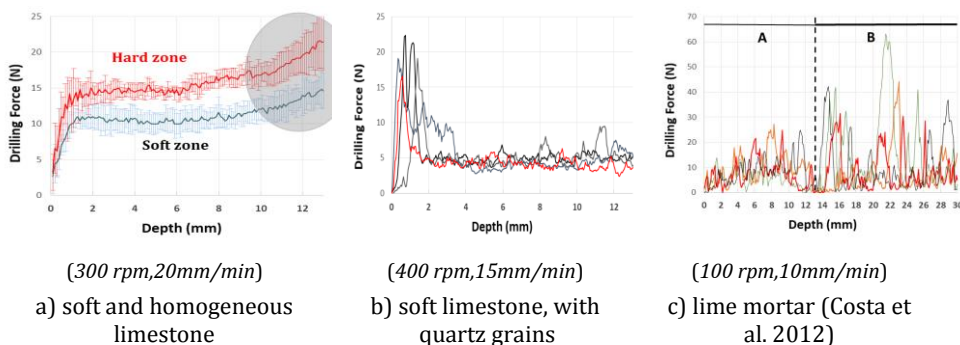 25
20
15
10
5
0
Drilling Force (N)
Hard zone
Soft zone
0 2 4 6 8 10 12
Depth (mm)
(300 rpm,20mm/min)
a) soft and homogeneous
limestone
25
20
15
10
5
0
Drilling Force (N)
0 2 4 6 8 10 12
Depth (mm)
(400 rpm,15mm/min)
b) soft limestone, with
quartz grains
70
60
50
40
30
20
10
0
Drilling Force (N)
A B
0 2 4 6 8 10 12 14 16 18 20 22 24 26 28 30
Depth (mm)
(100 rpm,10mm/min)
c) lime mortar (Costa et
al. 2012)